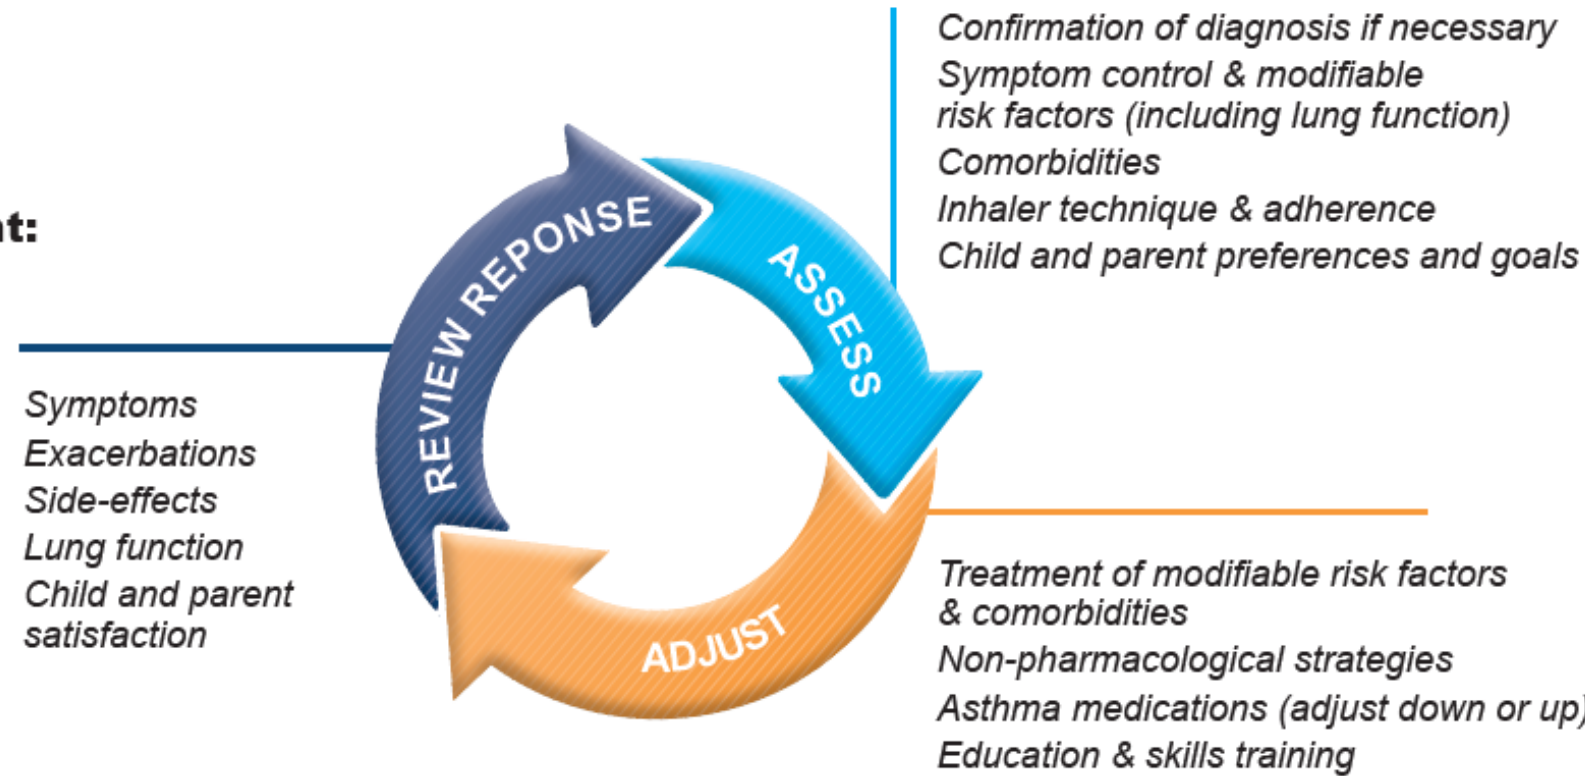 Confirmation of diagnosis if necessary
Symptom control & modifiable
risk factors (including lung function)
Comorbidities
Inhaler technique & adherence
Child and parent preferences and goals
REVIEW REPONSE
ASSESS
ADJUST
Symptoms
Exacerbations
Side-effects
Lung function
Child and parent
satisfaction
Treatment of modifiable risk factors
& comorbidities
Non-pharmacological strategies
Asthma medications (adjust down or up)
Education & skills training